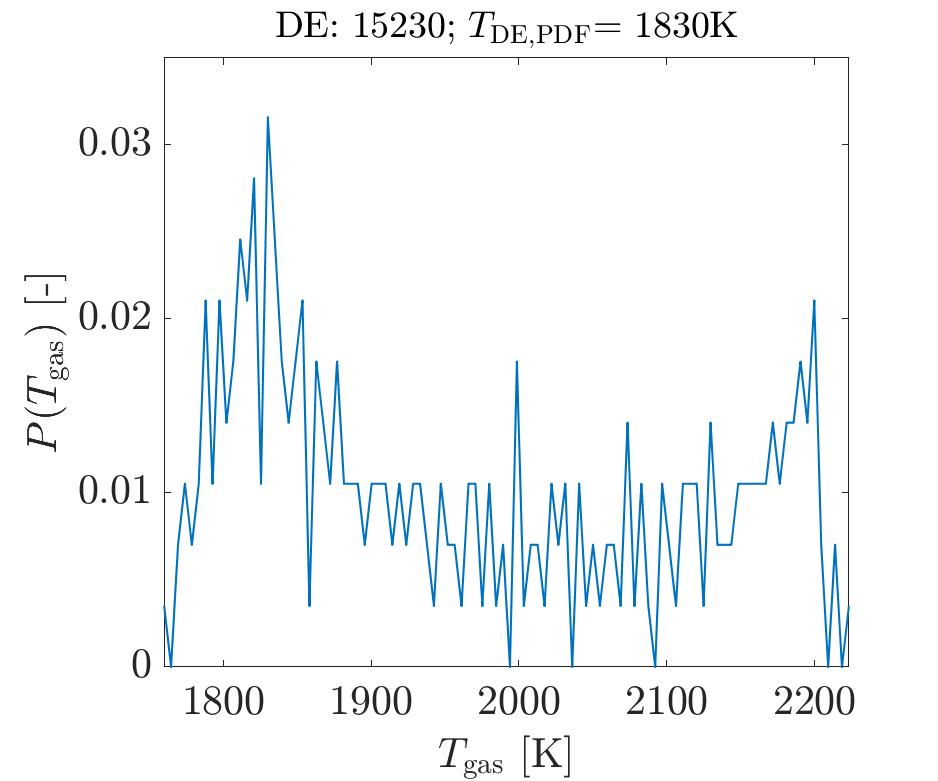 DE: 15230; T_DE,PDF= 1830K
0.03
0.02
0.01
0
P(T_gas) [-]
1800 1900 2000 2100 2200
T_gas [K]